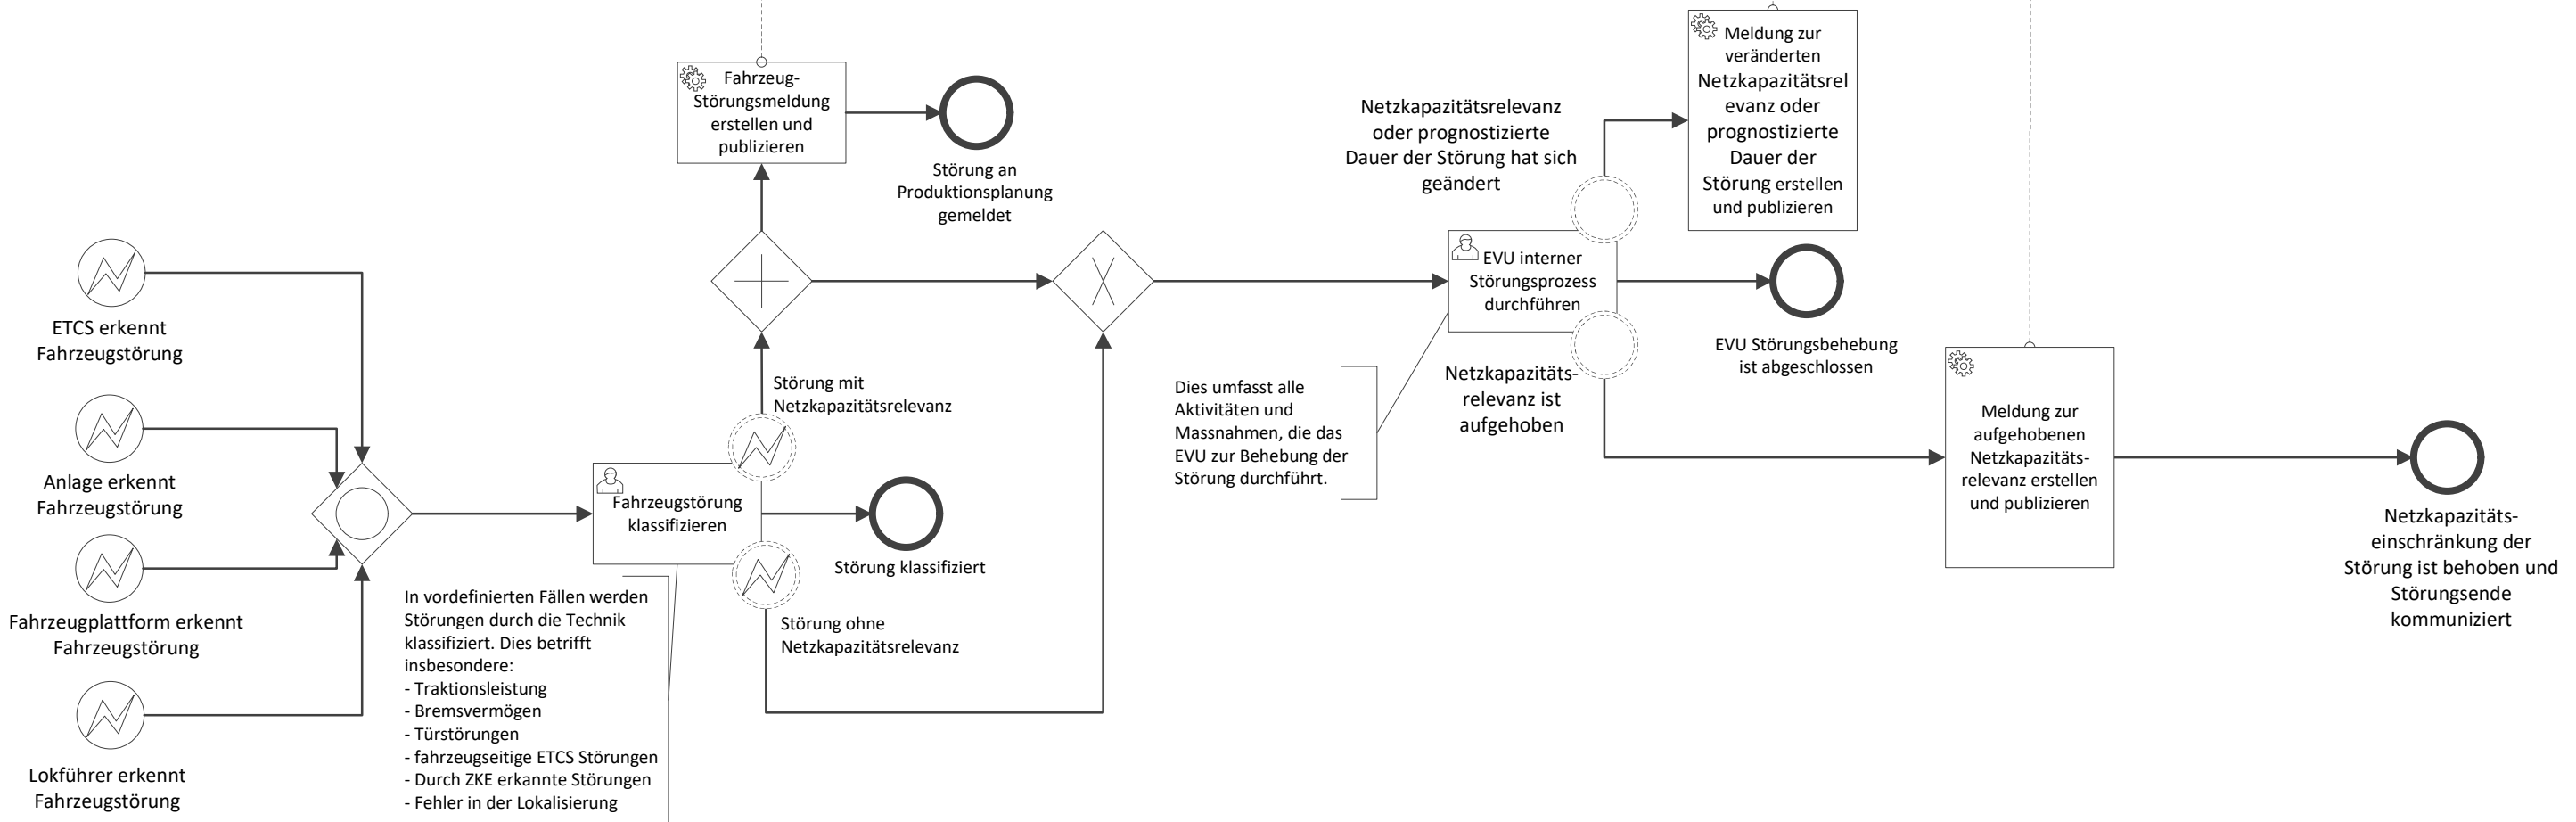 Fahrzeug-
Störungsmeldung
erstellen und
publizieren
Störung an
Produktionsplanung
gemeldet
Netzkapazitätsrelevanz
oder prognostizierte
Dauer der Störung hat sich
geändert
Meldung zur
veränderten
Netzkapazitätsrel
evanz oder
prognostizierte
Dauer der
Störung erstellen
und publizieren
ETCS erkennt
Fahrzeugstörung
EVU interner
Störungsprozess
durchführen
EVU Störungsbehebung
ist abgeschlossen
Störung mit
Netzkapazitätsrelevanz
Dies umfasst alle
Aktivitäten und
Massnahmen, die das
EVU zur Behebung der
Störung durchführt.
Netzkapazitäts-
relevanz ist
aufgehoben
Meldung zur
aufgehobenen
Netzkapazitäts-
relevanz erstellen
und publizieren
Anlage erkennt
Fahrzeugstörung
Fahrzeugstörung
klassifizieren
Störung klassifiziert
Netzkapazitäts-
einschränkung der
Störung ist behoben und
Störungsende
kommuniziert
Fahrzeugplattform erkennt
Fahrzeugstörung
In vordefinierten Fällen werden
Störungen durch die Technik
klassifiziert. Dies betrifft
insbesondere:
- Traktionsleistung
- Bremsvermögen
- Türstörungen
- fahrzeugseitige ETCS Störungen
- Durch ZKE erkannte Störungen
- Fehler in der Lokalisierung
Störung ohne
Netzkapazitätsrelevanz
Lokführer erkennt
Fahrzeugstörung